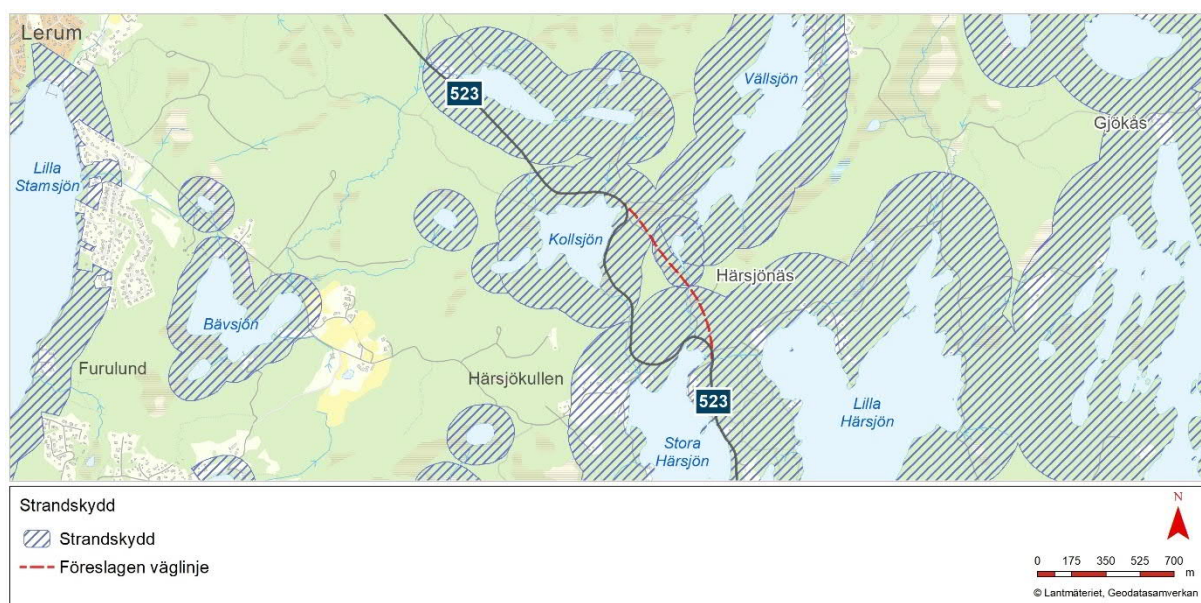 Lerum
523
Vällsjön
Gjökås
Lilla
Stamsjön
Kollsjön
Härsjönäs
Bävsjön
Furulund
Härsjökullen
523
Lilla
Härsjön
Stora
Härsjön
Strandskydd
Strandskydd
Föreslagen väglinje
N
0 175 350 525 700
m
© Lantmäteriet, Geodatasamverkan